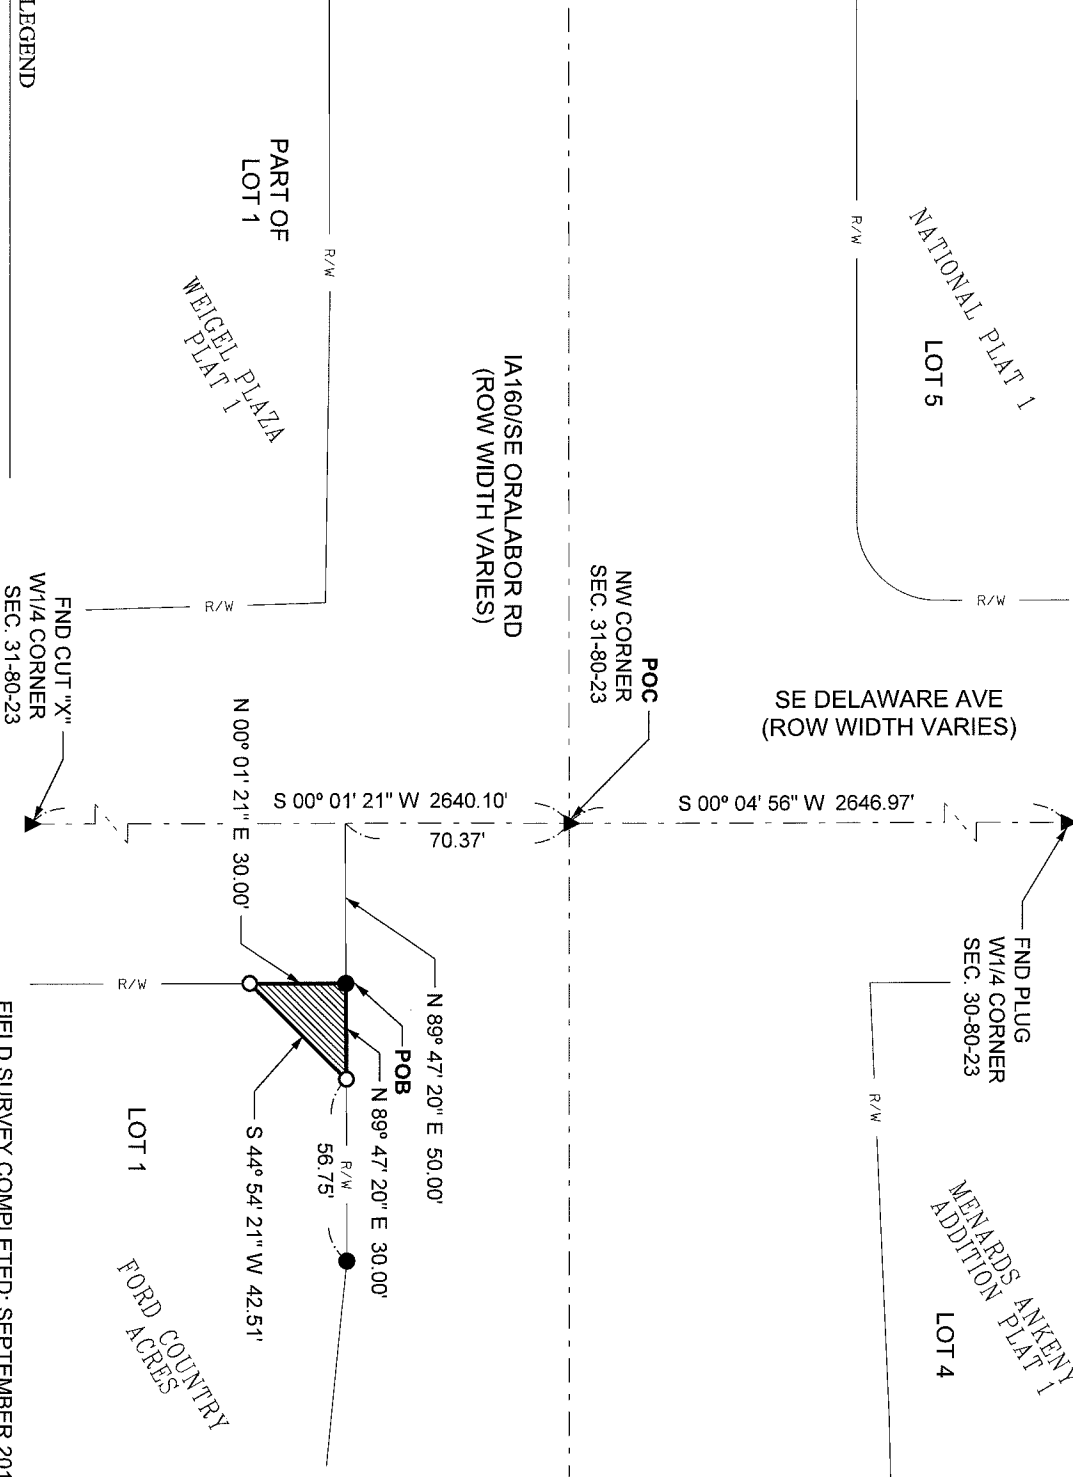 LEGEND
NATIONAL PLAT 1
LOT 5
R/W
R/W
SE DELAWARE AVE
(ROW WIDTH VARIES)
S 00° 04' 56" W 2646.97'
FND PLUG
W1/4 CORNER
SEC. 30-80-23
R/W
MENARDS ANKENY
ADDITION PLAT 1
LOT 4
IA160/SE ORALABOR RD
(ROW WIDTH VARIES)
POC
NW CORNER
SEC. 31-80-23
PART OF
LOT 1
R/W
WEIGEL PLAZA
PLAT 1
R/W
S 00° 01' 21" W 2640.10'
70.37'
N 89° 47' 20" E 50.00'
POB
N 89° 47' 20" E 30.00'
R/W
56.75'
N 00° 01' 21" E 30.00'
S 44° 54' 21" W 42.51'
R/W
LOT 1
FORD COUNTRY
ACRES
FND CUT "X"
W1/4 CORNER
SEC. 31-80-23
FIELD SURVEY COMPLETED: SEPTEMBER 201